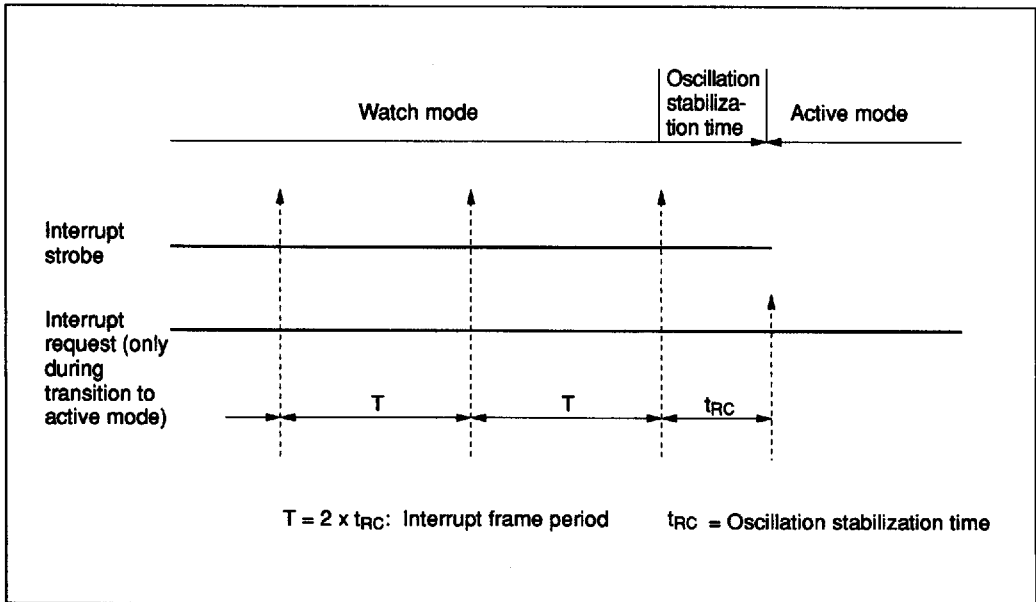 Watch mode
Oscillation
stabiliza-
tion time
Active mode
Interrupt
strobe
Interrupt
request (only
during
transition to
active mode)
T
T
tRC
T = 2 x tRC: Interrupt frame period
tRC = Oscillation stabilization time